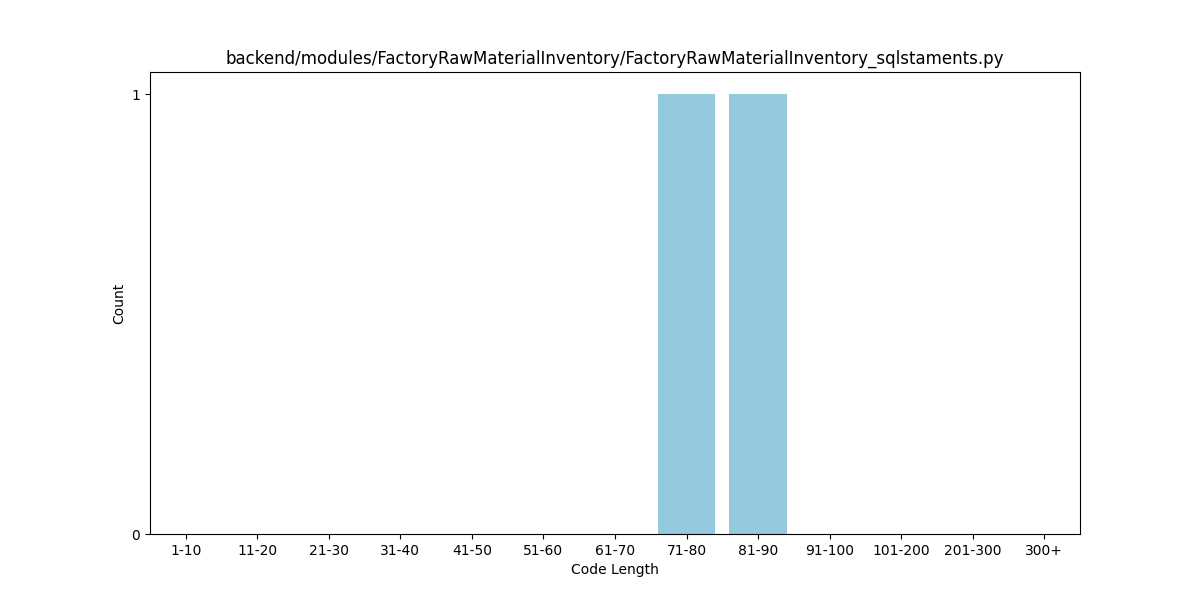 backend/modules/FactoryRawMaterialInventory/FactoryRawMaterialInventory_sqlstaments.py
1
Count
0
1-10 11-20 21-30 31-40 41-50 51-60 61-70 71-80 81-90 91-100 101-200 201-300 300+
Code Length